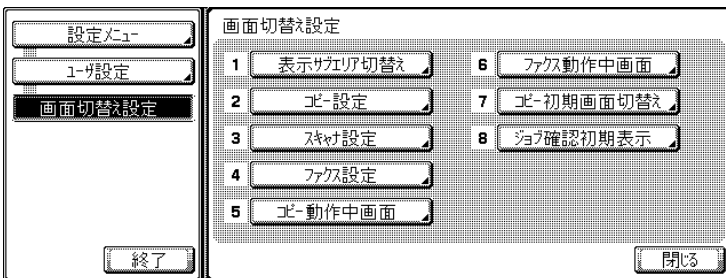 設定メニュー
ユーザ設定
画面切替え設定
終了
画面切替え設定
1 表示サブエリア切替え
2 コピー設定
3 スキャナ設定
4 ファクス設定
5 コピー動作中画面
6 ファクス動作中画面
7 コピー初期画面切替え
8 ジョブ確認初期表示
閉じる